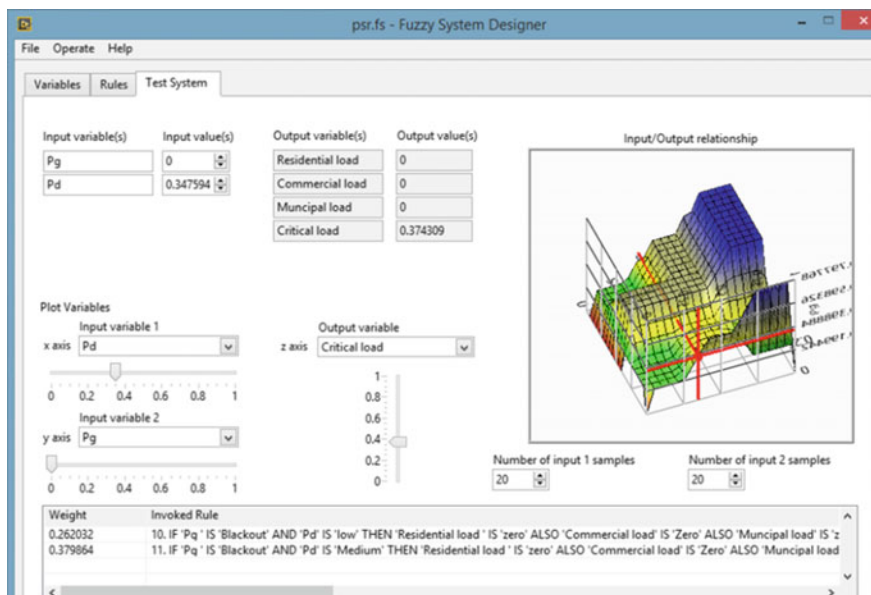 psr.fs - Fuzzy System Designer
File Operate Help
Variables Rules Test System
Input variable(s) Input value(s) Output variable(s) Output value(s) Input/Output relationship
Pg 0 Residential load 0
Pd 0.347594 Commercial load 0
Muncipal load 0
Critical load 0.374309
0
0
Plot Variables
Input variable 1 Output variable
x axis Pd z axis Critical load
0 0.2 0.4 0.6 0.8 1
1
0.8
0.6
0.4
0.2
0
Input variable 2
y axis Pg
0 0.2 0.4 0.6 0.8 1
Number of input 1 samples Number of input 2 samples
20 20
Weight Invoked Rule
0.262032 10. IF 'Pg ' IS 'Blackout' AND 'Pd' IS 'low' THEN 'Residential load ' IS 'zero' ALSO 'Commercial load' IS 'Zero' ALSO 'Muncipal load' IS 'z
0.379864 11. IF 'Pg ' IS 'Blackout' AND 'Pd' IS 'Medium' THEN 'Residential load ' IS 'zero' ALSO 'Commercial load' IS 'Zero' ALSO 'Muncipal load